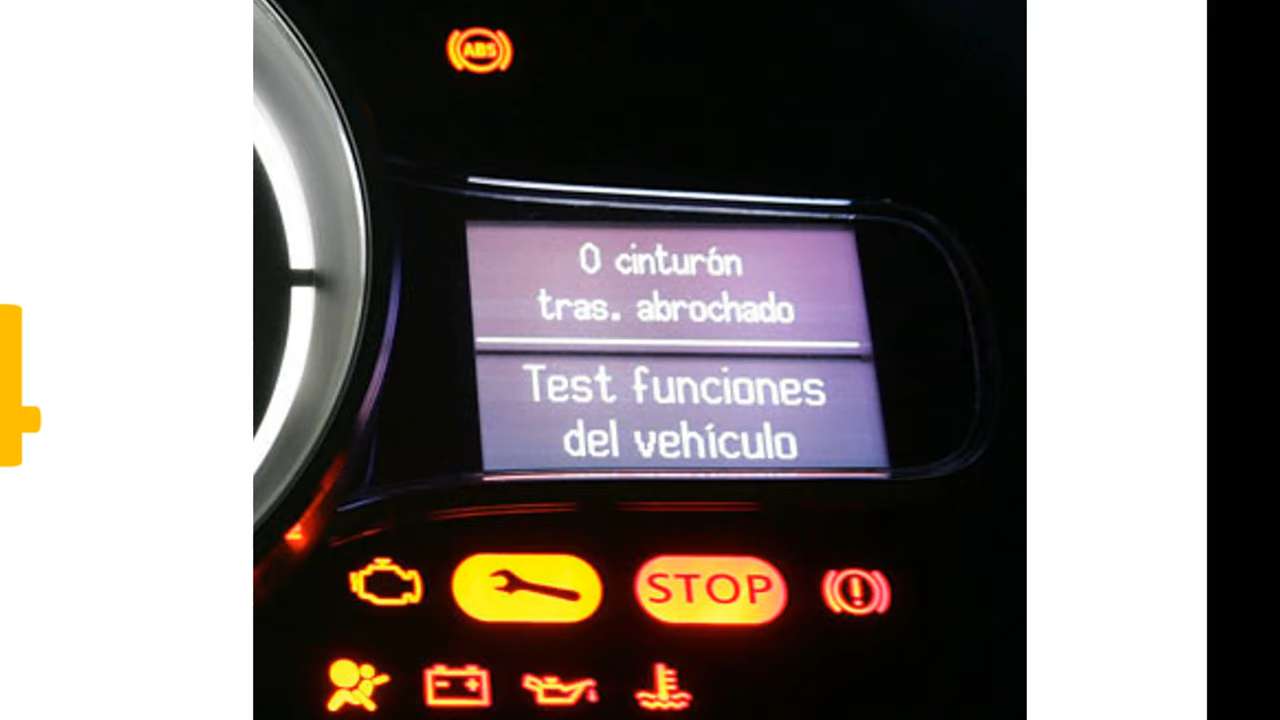 ABS
0 cinturón
tras. abrochado
Test funciones
del vehículo
STOP